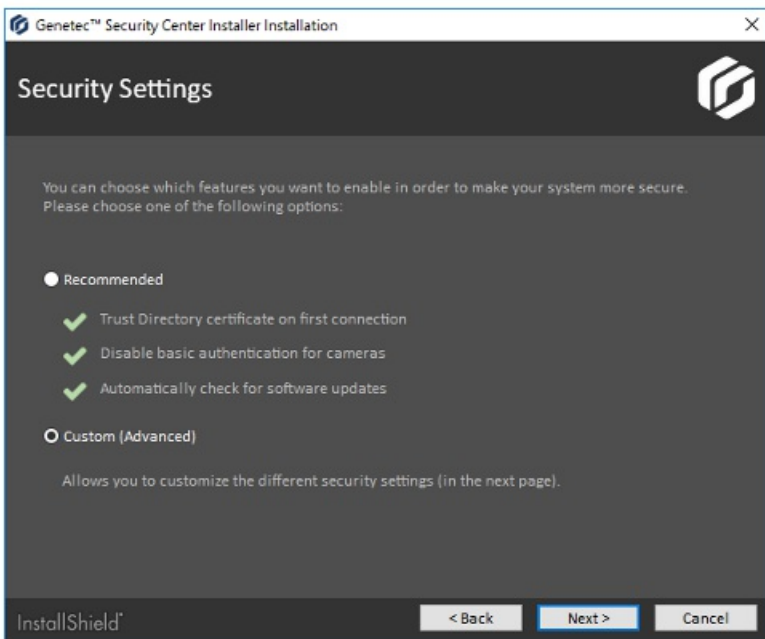 Genetec™ Security Center Installer Installation
Security Settings
You can choose which features you want to enable in order to make your system more secure.
Please choose one of the following options:
Recommended
Trust Directory certificate on first connection
Disable basic authentication for cameras
Automatically check for software updates
Custom (Advanced)
Allows you to customize the different security settings (in the next page).
InstallShield
< Back
Next >
Cancel